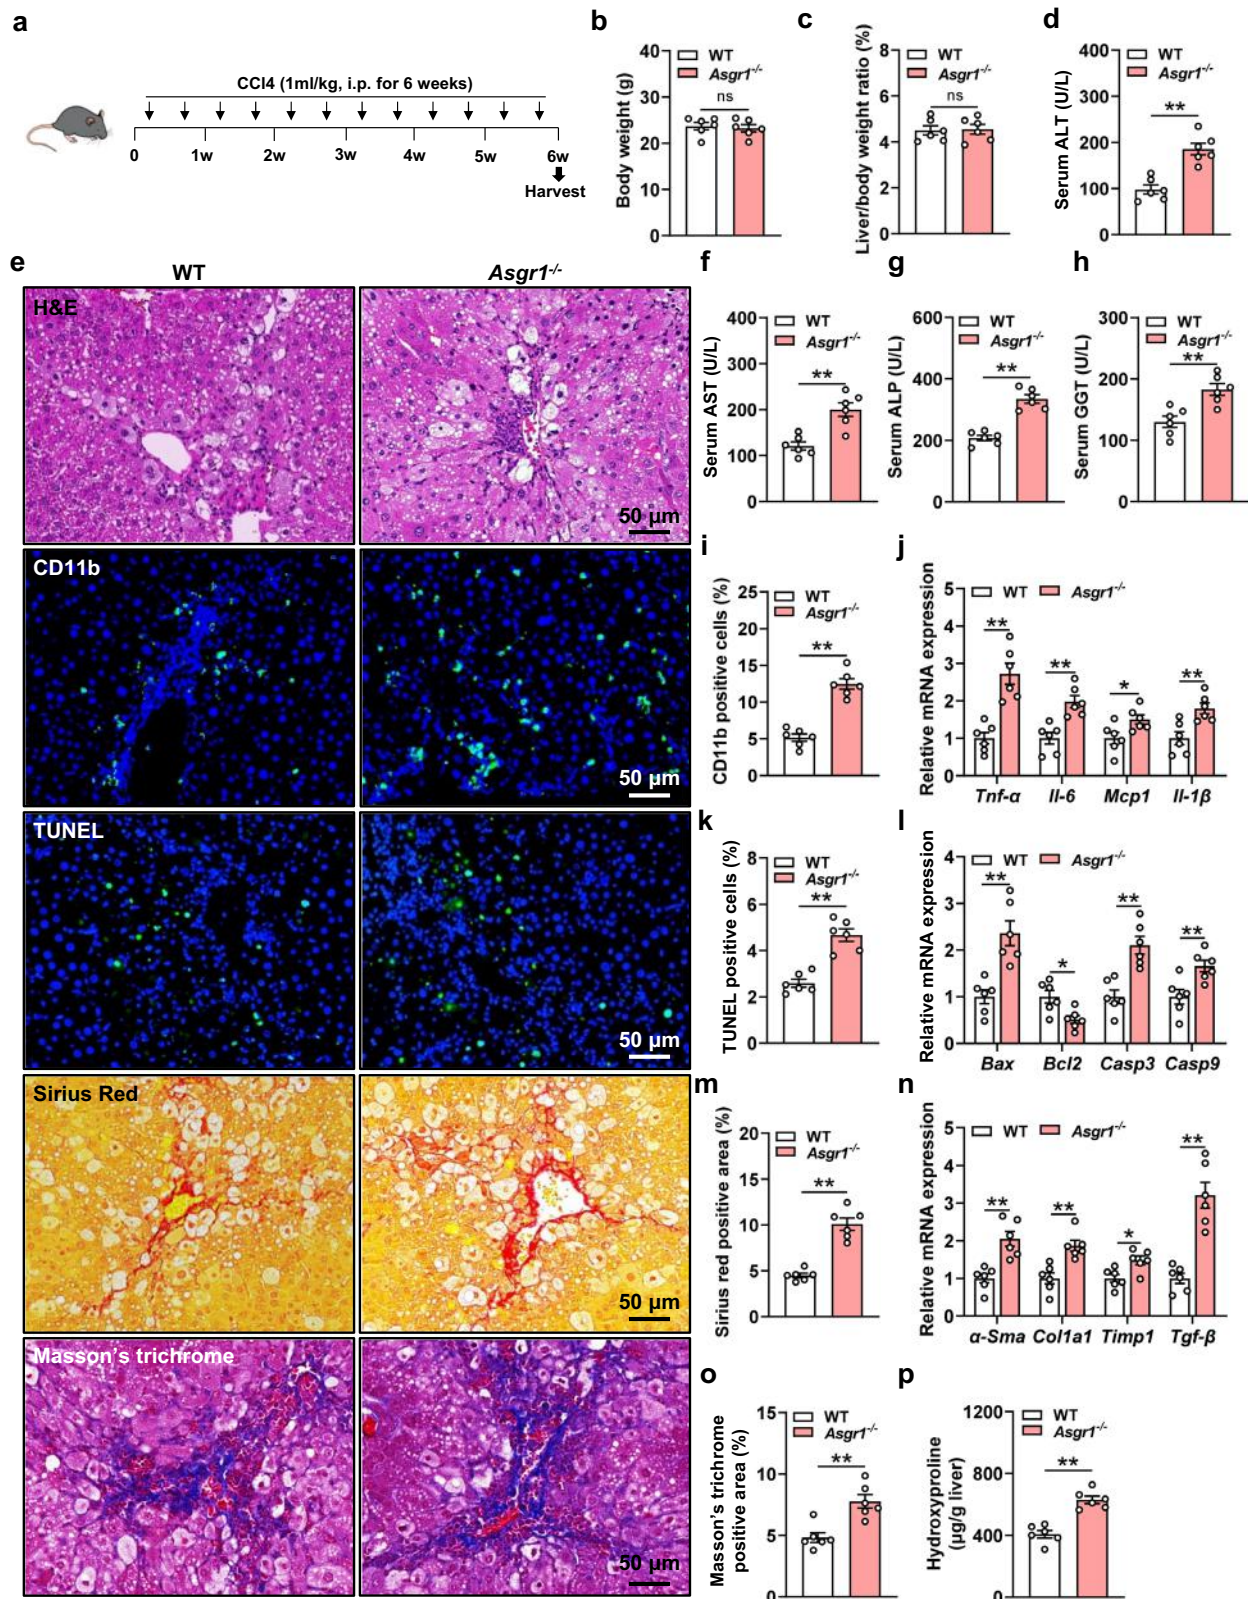 a
CCl4 (1ml/kg, i.p. for 6 weeks)
0 1w 2w 3w 4w 5w 6w
Harvest
b
Body weight (g)
40
30
20
10
0
WT
Asgr1-/-
ns
c
Liver/body weight ratio (%)
8
6
4
2
0
WT
Asgr1-/-
ns
d
Serum ALT (U/L)
400
300
200
100
0
WT
Asgr1-/-
**
e
WT Asgr1-/-
H&E
50 µm
CD11b
50 µm
TUNEL
50 µm
Sirius Red
50 µm
Masson's trichrome
50 µm
f
Serum AST (U/L)
400
300
200
100
0
WT
Asgr1-/-
**
g
Serum ALP (U/L)
600
400
200
0
WT
Asgr1-/-
**
h
Serum GGT (U/L)
300
200
100
0
WT
Asgr1-/-
**
i
CD11b positive cells (%)
25
20
15
10
5
0
WT
Asgr1-/-
**
j
Relative mRNA expression
5
4
3
2
1
0
WT Asgr1-/-
** ** * **
Tnf-α Il-6 Mcp1 Il-1β
k
TUNEL positive cells (%)
8
6
4
2
0
WT
Asgr1-/-
**
l
Relative mRNA expression
4
3
2
1
0
WT Asgr1-/-
** * ** **
Bax Bcl2 Casp3 Casp9
m
Sirius red positive area (%)
20
15
10
5
0
WT
Asgr1-/-
**
n
Relative mRNA expression
5
4
3
2
1
0
WT Asgr1-/-
** ** * **
α-Sma Col1a1 Timp1 Tgf-β
o
Masson's trichrome
positive area (%)
15
10
5
0
WT
Asgr1-/-
**
p
Hydroxyproline
(µg/g liver)
1200
800
400
0
WT
Asgr1-/-
**